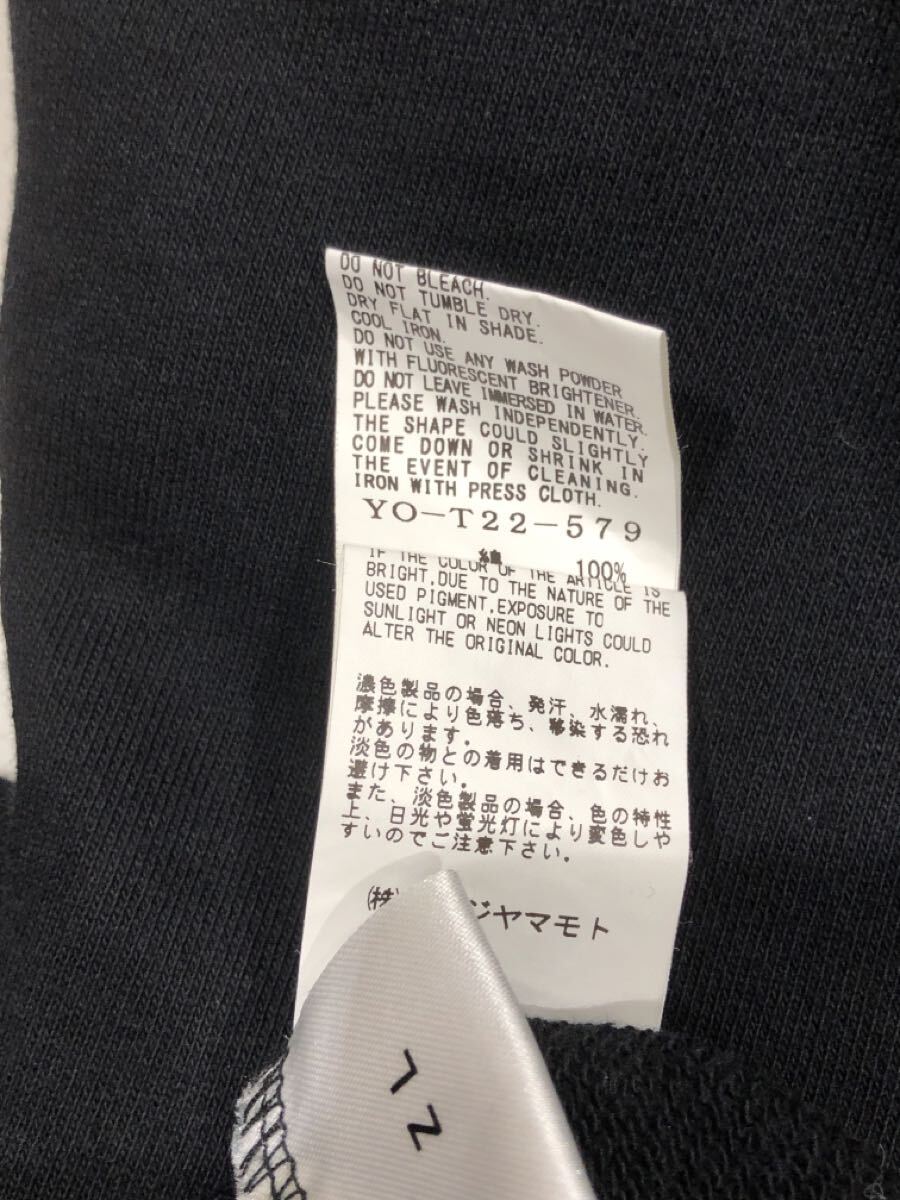 DO NOT BLEACH.
DO NOT TUMBLE DRY.
DRY FLAT IN SHADE.
COOL IRON.
DO NOT USE ANY WASH POWDER
WITH FLUORESCENT BRIGHTENER.
DO NOT LEAVE IMMERSED IN WATER.
PLEASE WASH INDEPENDENTLY.
THE SHAPE COULD SLIGHTLY
COME DOWN OR SHRINK IN
THE EVENT OF CLEANING.
IRON WITH PRESS CLOTH.
YO-T22-579
綿 100%
IF THE COLOR OF THE ARTICLE IS
BRIGHT,DUE TO THE NATURE OF THE
USED PIGMENT,EXPOSURE TO
SUNLIGHT OR NEON LIGHTS COULD
ALTER THE ORIGINAL COLOR.
濃色製品の場合、発汗、水濡れ、
摩擦により色落ち、移染する恐れ
があります。
淡色の物との着用はできるだけお
避け下さい。
また、淡色製品の場合、色の特性
上、日光や蛍光灯により変色しや
すいのでご注意下さい。
(株) ジヤマモト